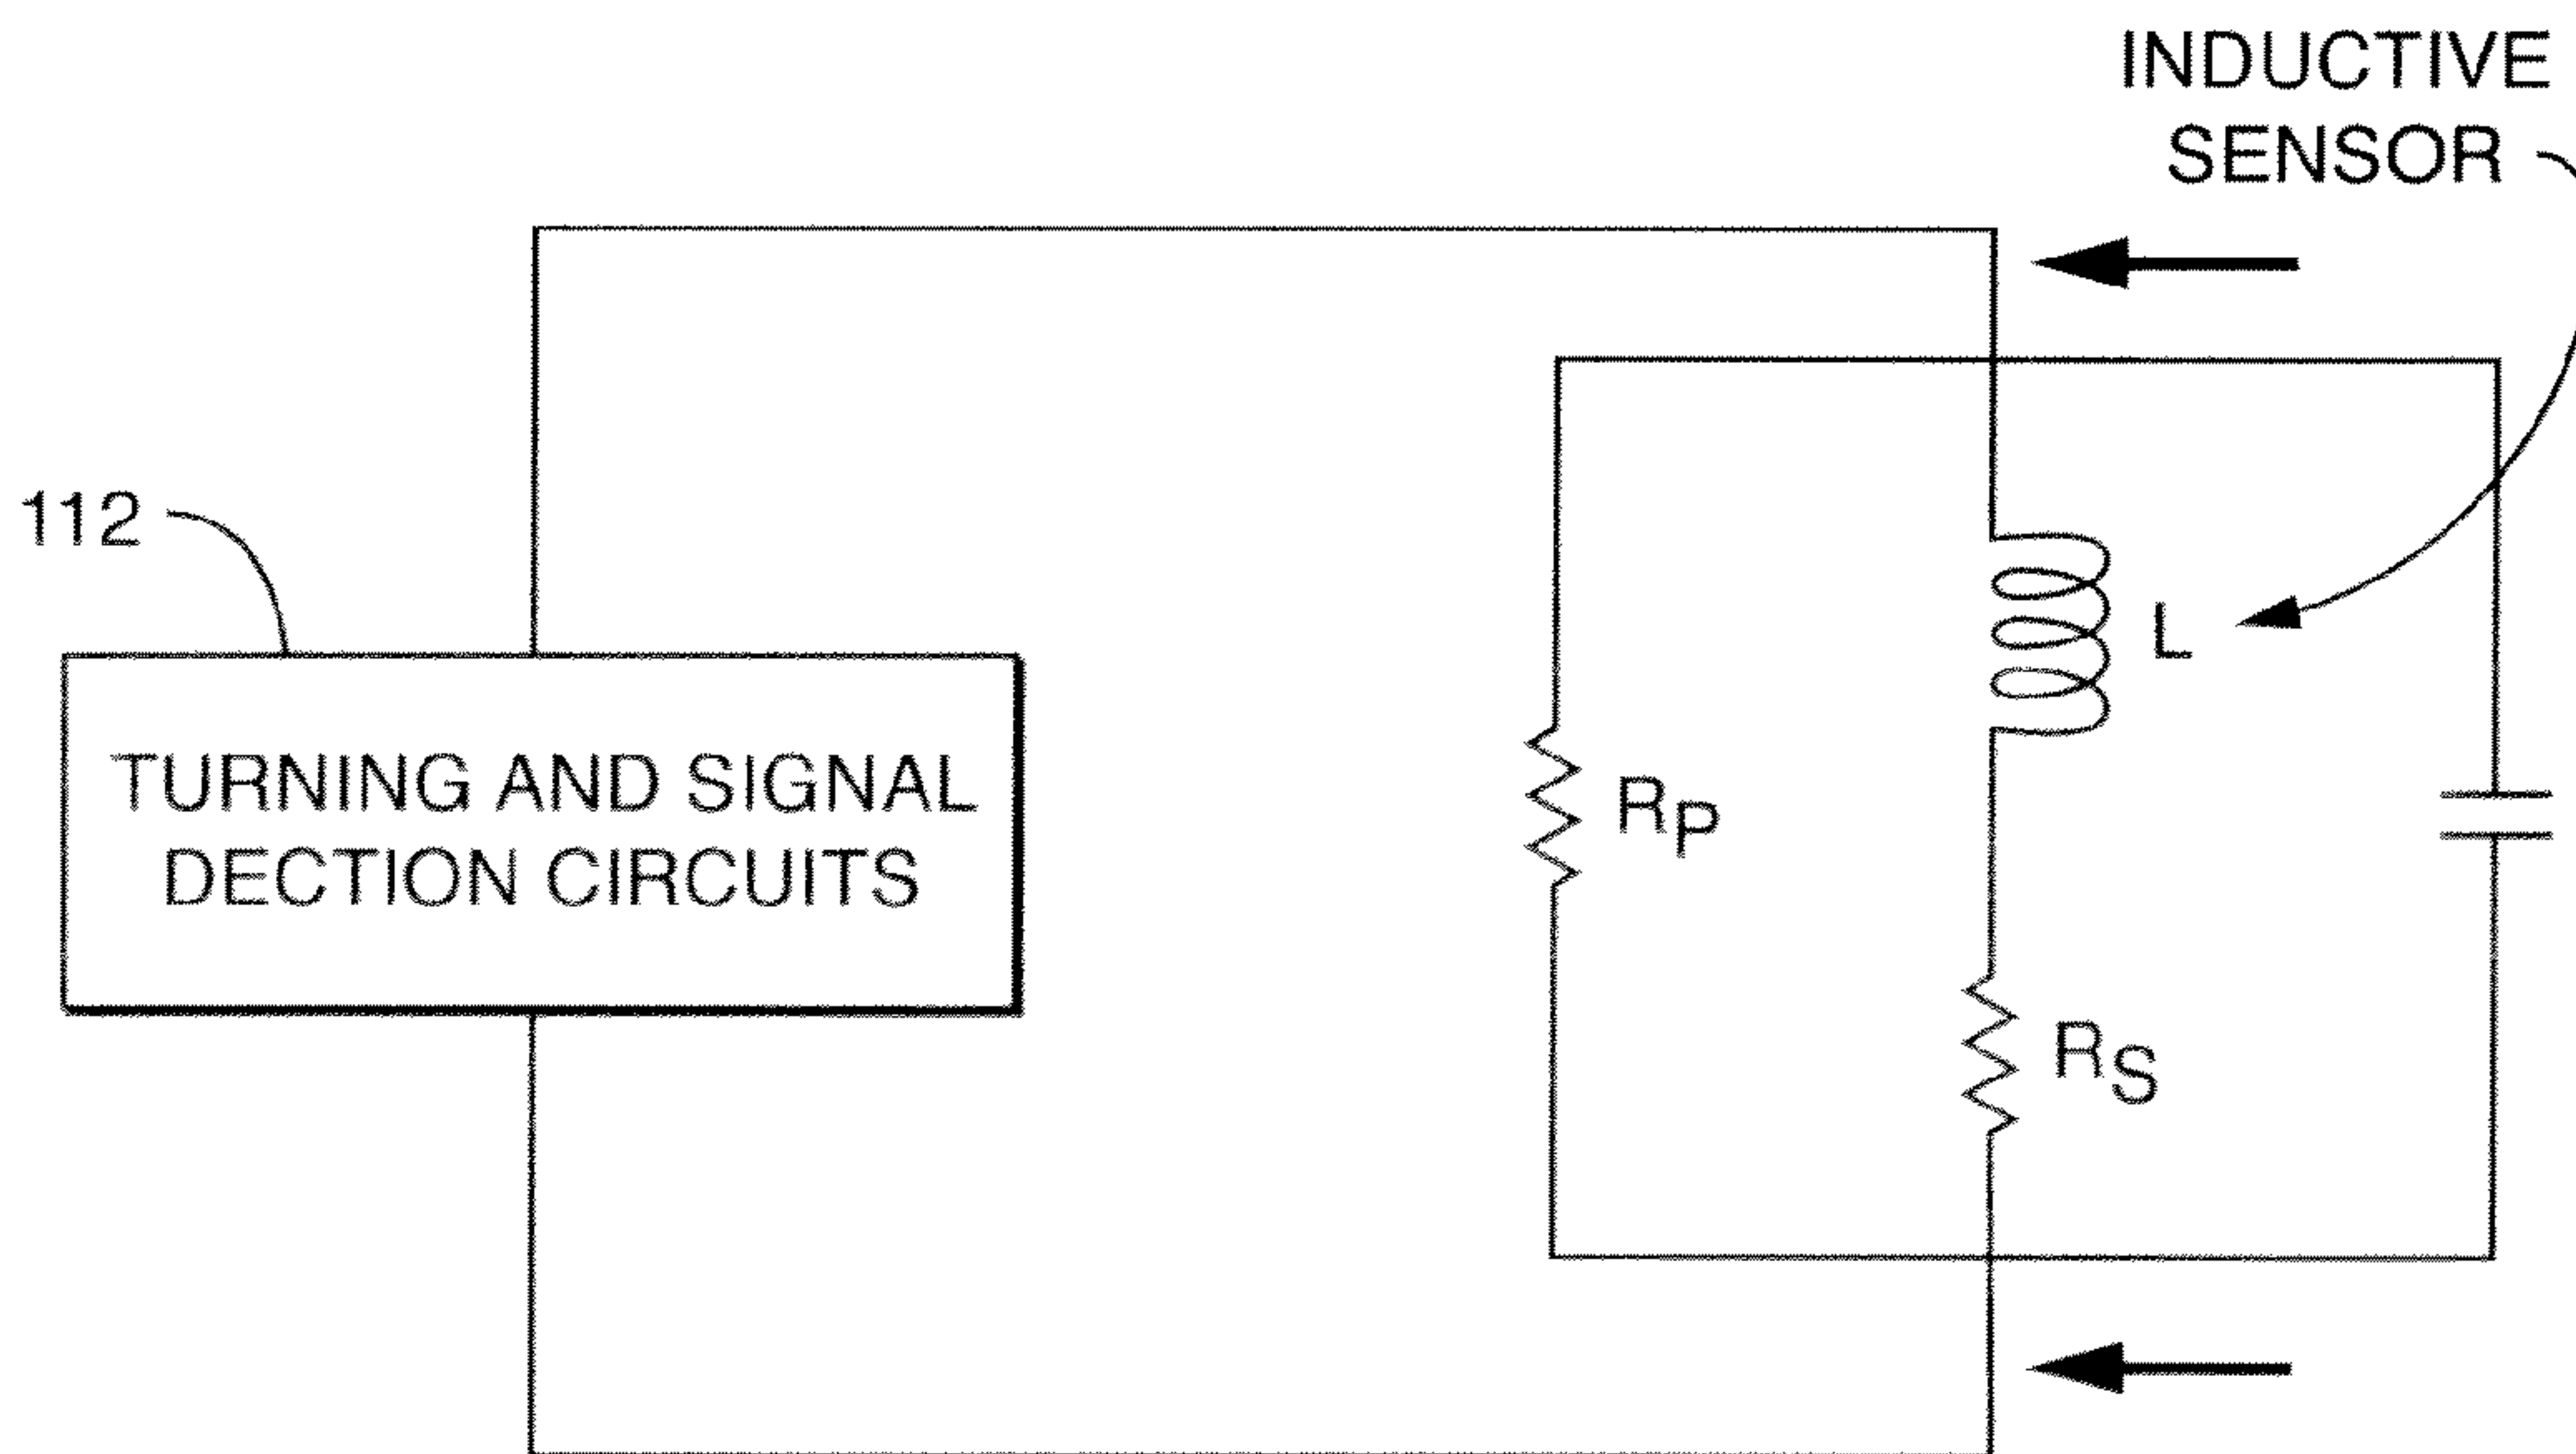 INDUCTIVE
SENSOR
112
TURNING AND SIGNAL
DECTION CIRCUITS
L
RP
RS